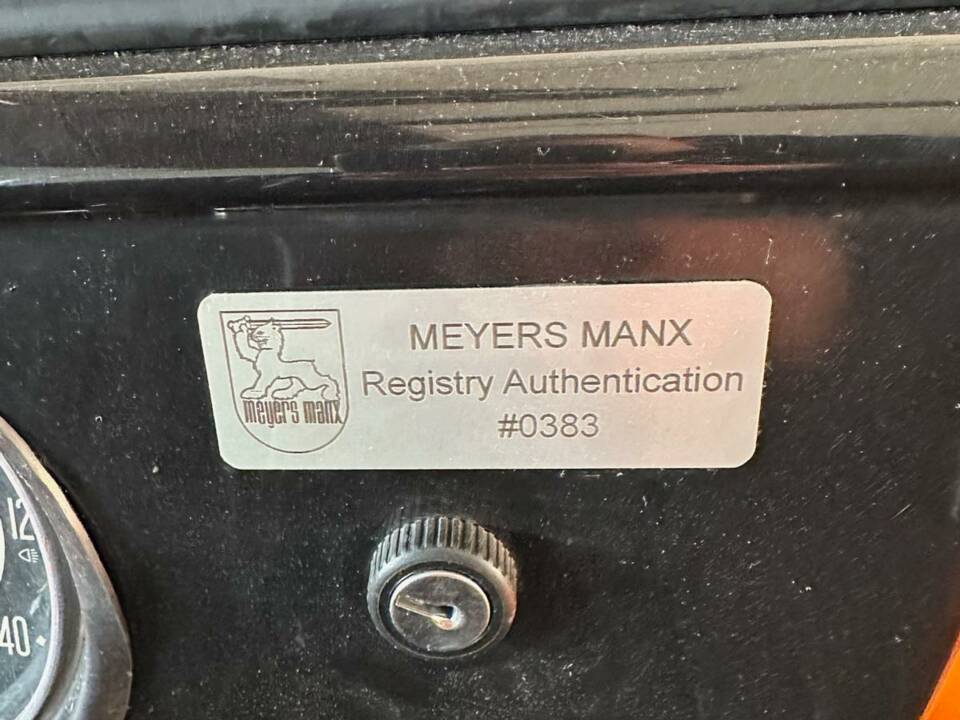 MEYERS MANX
Registry Authentication
#0383
meyers manx
12
40